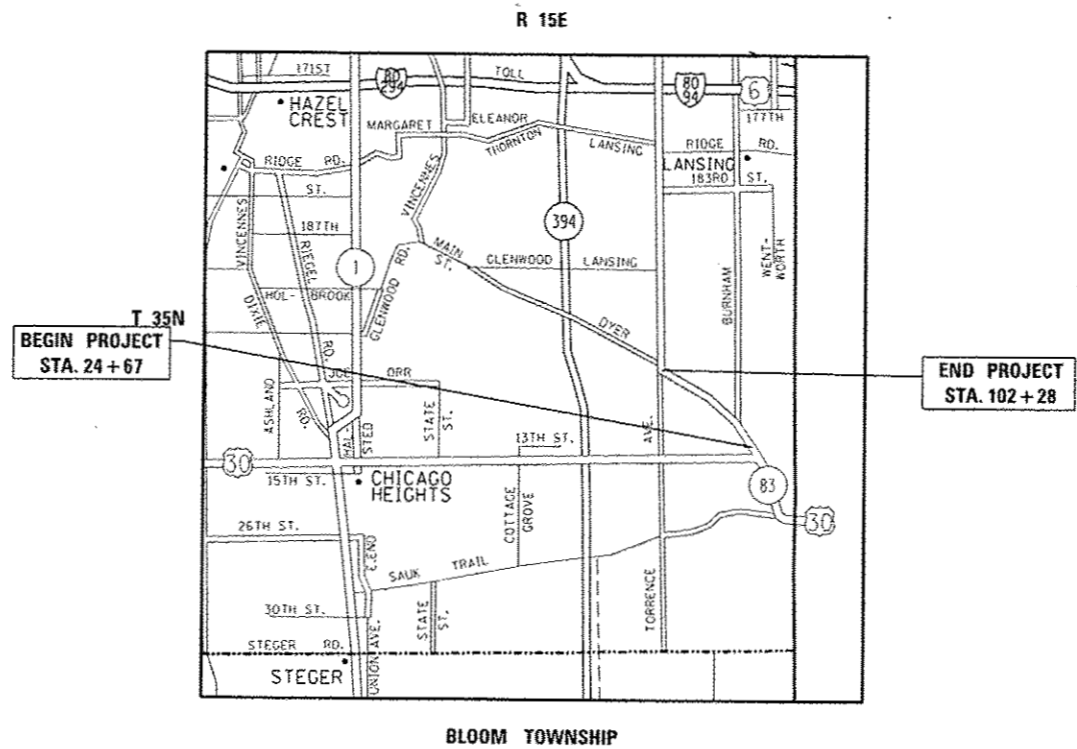 R 15E
171ST
80
294
TOLL
80
94
6
HAZEL
CREST
177TH
MARGARET
ELEANOR
THORNTON
LANSING
RIDGE RD.
LANSING
RIDGE RD.
183RD ST.
ST.
VINCENNES
VINCENNES
187TH
RIEGEL
RD.
394
1
MAIN
ST.
GLENWOOD LANSING
WENT-
WORTH
BURNHAM
HOL- BROOK
GLENWOOD RD.
DIXIE
RD.
DYER
T 35N
BEGIN PROJECT
STA. 24+67
END PROJECT
STA. 102+28
JOE ORR
ASHLAND
STATE
ST.
HAL-
STED
AVE.
13TH ST.
30
15TH ST.
CHICAGO
HEIGHTS
83
30
COTTAGE
GROVE
26TH ST.
SAUK TRAIL
30TH ST.
STATE
ST.
TORRENCE
STEGER RD.
UNION AVE.
STEGER
BLOOM TOWNSHIP